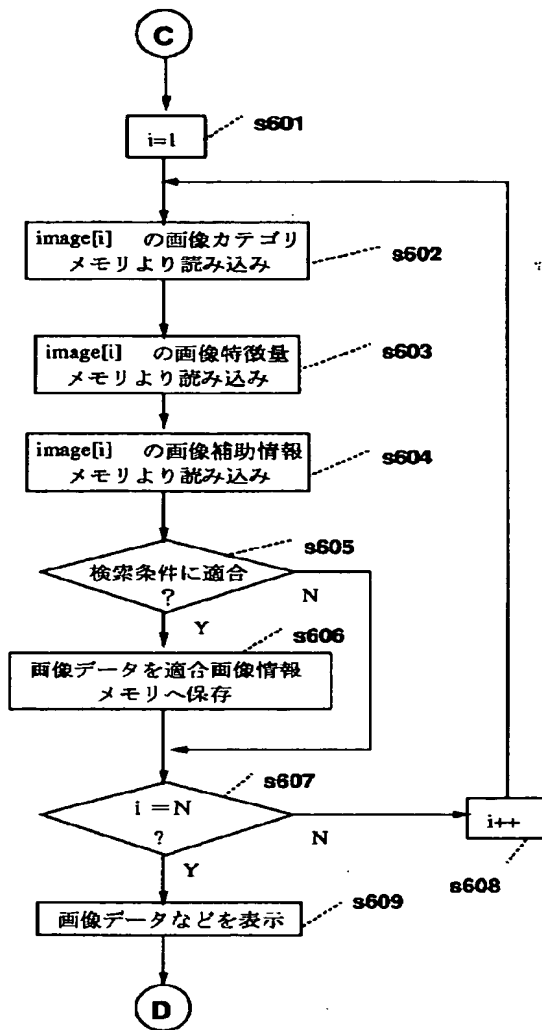 C
i=1
s601
image[i] の画像カテゴリ
メモリより読み込み
s602
image[i] の画像特徴量
メモリより読み込み
s603
image[i] の画像補助情報
メモリより読み込み
s604
s605
検索条件に適合
?
N
Y
s606
画像データを適合画像情報
メモリへ保存
s607
i =N
?
N
Y
i++
s608
画像データなどを表示
s609
D